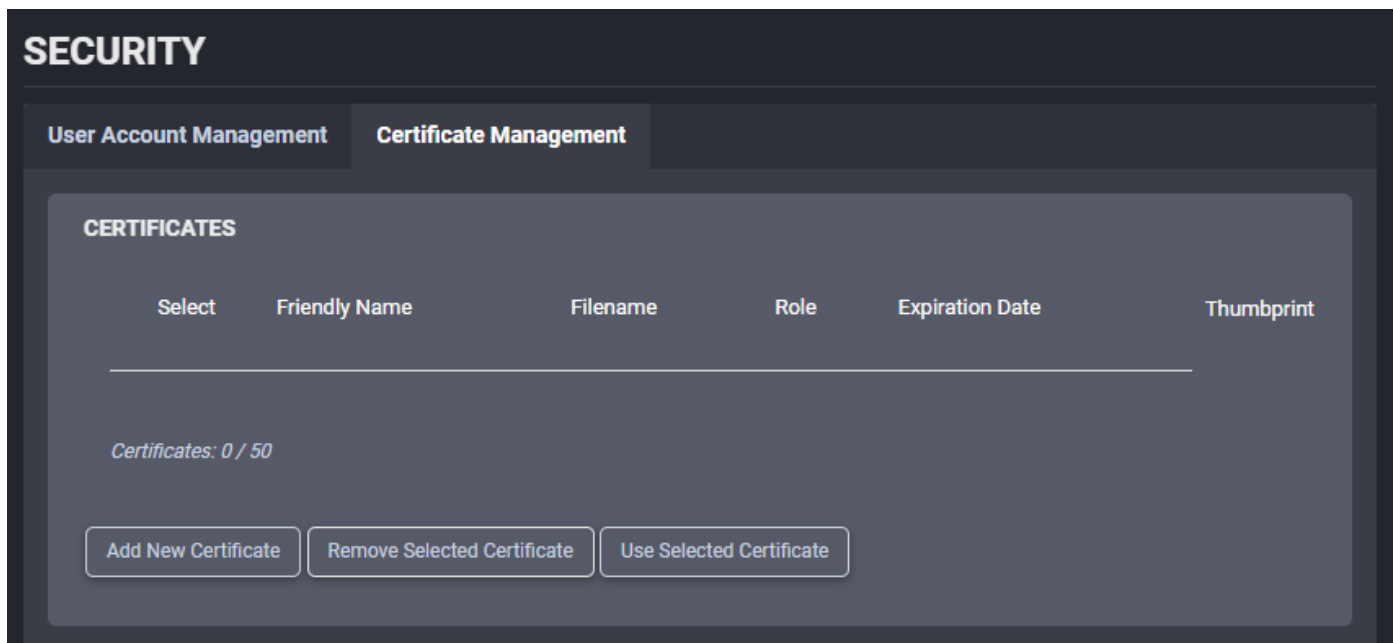 SECURITY
User Account Management Certificate Management
CERTIFICATES
Select Friendly Name Filename Role Expiration Date Thumbprint
Certificates: 0 / 50
Add New Certificate Remove Selected Certificate Use Selected Certificate